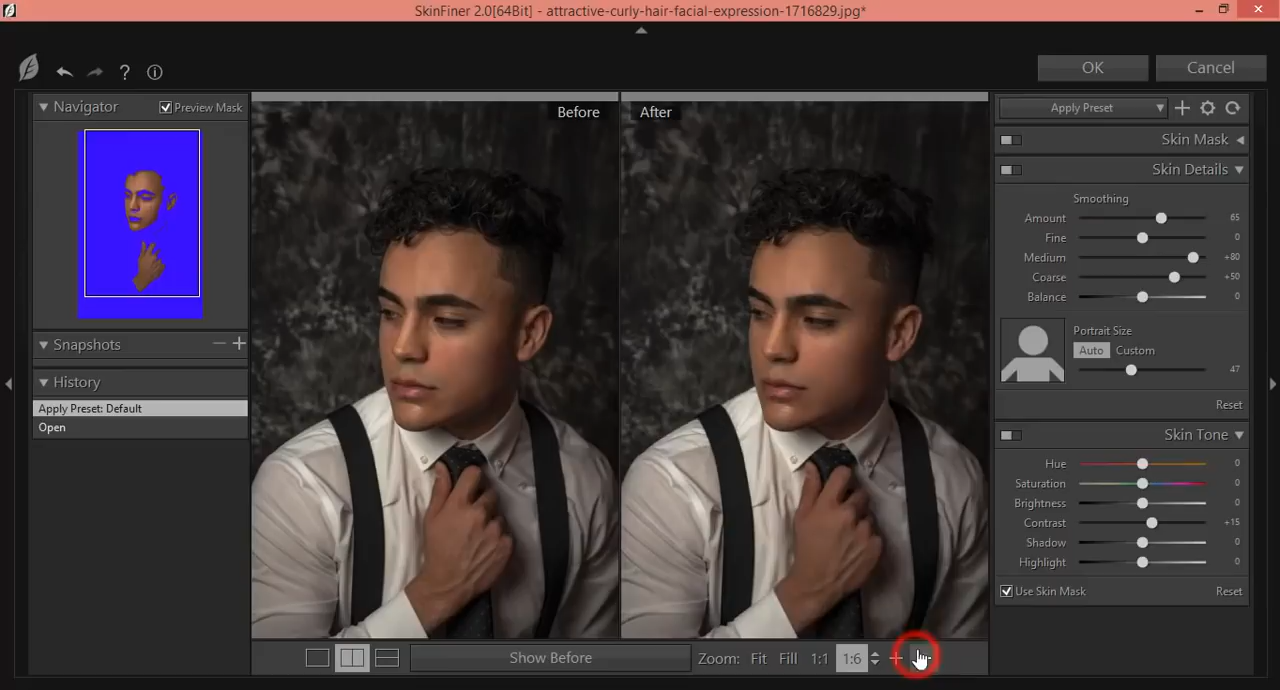 SkinFiner 2.0[64Bit] - attractive-curly-hair-facial-expression-1716829.jpg*
OK
Cancel
Navigator
Preview Mask
Snapshots
History
Apply Preset: Default
Open
Before
After
Show Before
Zoom: Fit Fill 1:1 1:6
Apply Preset
Skin Mask
Skin Details
Smoothing
Amount 65
Fine 0
Medium +80
Coarse +50
Balance 0
Portrait Size
Auto Custom
47
Reset
Skin Tone
Hue 0
Saturation 0
Brightness 0
Contrast +15
Shadow 0
Highlight 0
Use Skin Mask Reset